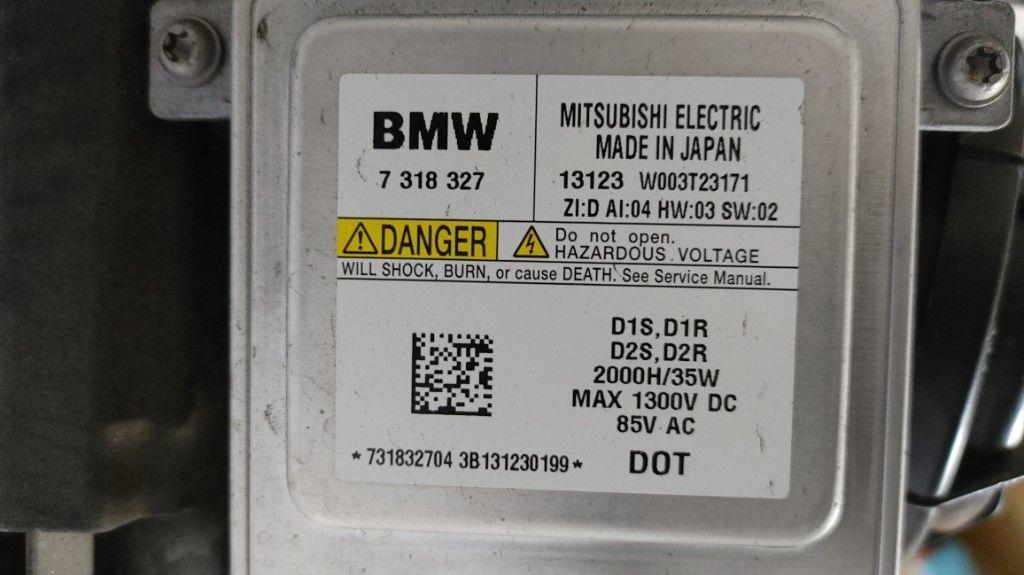 BMW
7 318 327
MITSUBISHI ELECTRIC
MADE IN JAPAN
13123 W003T23171
ZI:D AI:04 HW:03 SW:02
DANGER
Do not open.
HAZARDOUS VOLTAGE
WILL SHOCK, BURN, or cause DEATH. See Service Manual.
D1S,D1R
D2S,D2R
2000H/35W
MAX 1300V DC
85V AC
*731832704 3B131230199*
DOT